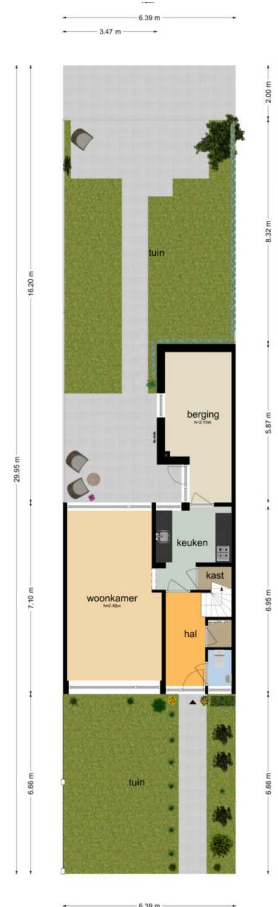 6.39 m
3.47 m
2.00 m
8.32 m
tuin
16.20 m
29.95 m
berging
5.87 m
keuken
kast
woonkamer
hal
7.10 m
6.95 m
tuin
6.66 m
6.66 m
6.39 m